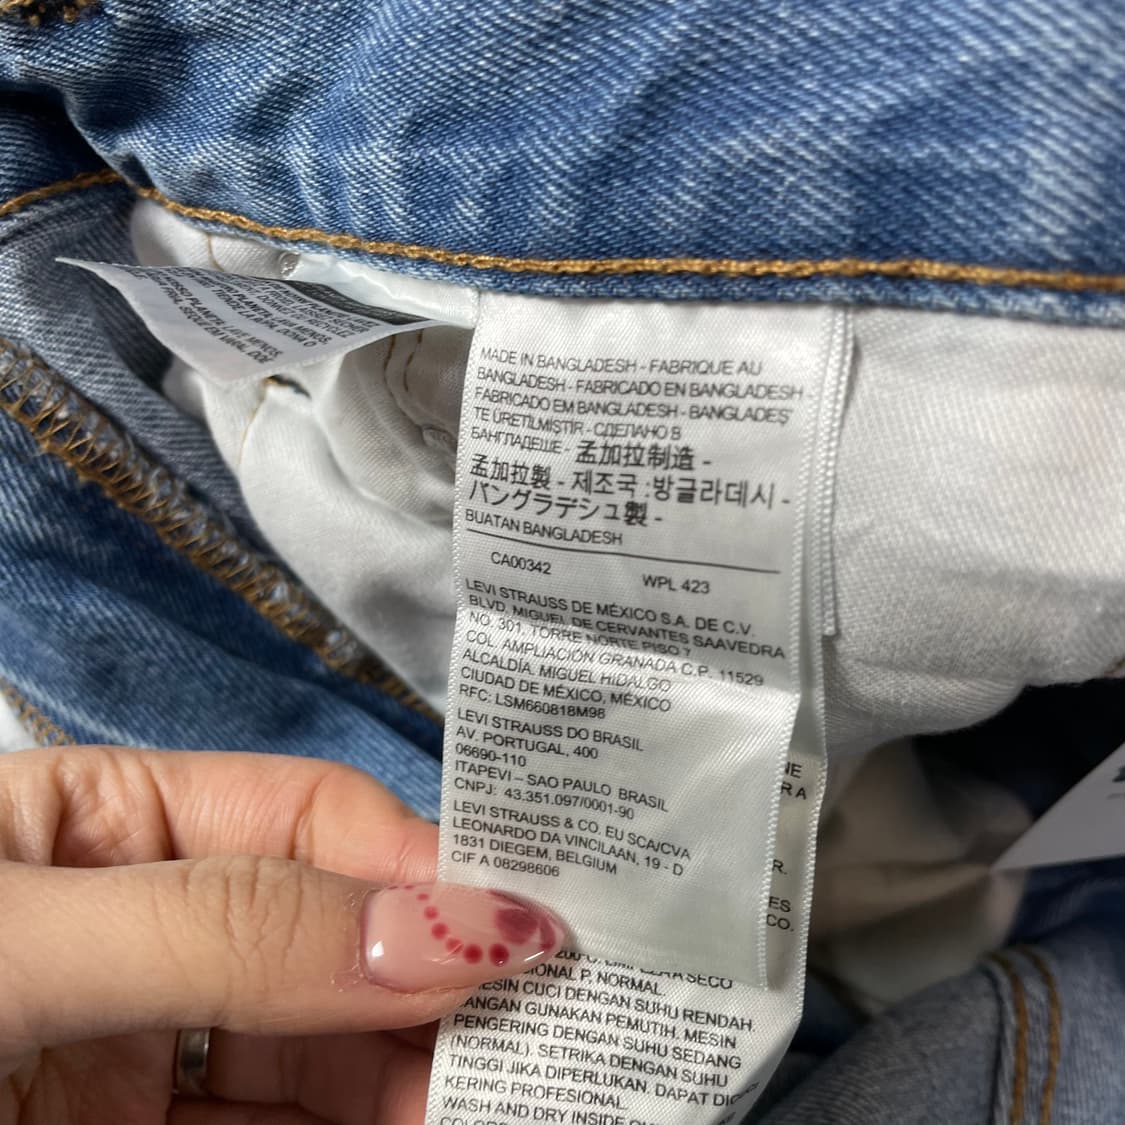 MADE IN BANGLADESH - FABRIQUE AU
BANGLADESH - FABRICADO EN BANGLADESH
FABRICADO EM BANGLADESH - BANGLADEŞ'
TE ÜRETİLMİŞTİR - СДЕЛАНО В
БАНГЛАДЕШЕ - 孟加拉制造 -
孟加拉製 - 제조국 :방글라데시 -
バングラデシュ製 -
BUATAN BANGLADESH
CA00342 WPL 423
LEVI STRAUSS DE MÉXICO S.A. DE C.V.
BLVD. MIGUEL DE CERVANTES SAAVEDRA
NO. 301, TORRE NORTE PISO 7
COL. AMPLIACIÓN GRANADA C.P. 11529
ALCALDÍA. MIGUEL HIDALGO
CIUDAD DE MÉXICO, MÉXICO
RFC: LSM660818M98
LEVI STRAUSS DO BRASIL
AV. PORTUGAL, 400
06690-110
ITAPEVI – SAO PAULO BRASIL
CNPJ: 43.351.097/0001-90
LEVI STRAUSS & CO. EU SCA/CVA
LEONARDO DA VINCILAAN, 19 - D
1831 DIEGEM, BELGIUM
CIF A 08298606
SECO
P. NORMAL.
CUCI DENGAN SUHU RENDAH.
GUNAKAN PEMUTIH. MESIN
PENGERING DENGAN SUHU SEDANG
(NORMAL). SETRIKA DENGAN SUHU
TINGGI JIKA DIPERLUKAN. DAPAT
KERING PROFESIONAL.
WASH AND DRY INSIDE